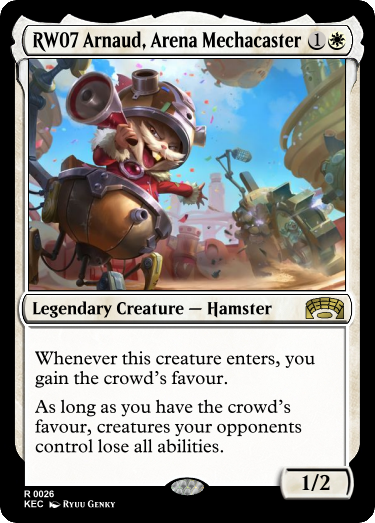 RW07 Arnaud, Arena Mechacaster 1
Legendary Creature — Hamster
Whenever this creature enters, you
gain the crowd’s favour.
As long as you have the crowd’s
favour, creatures your opponents
control lose all abilities.
1/2
R 0026
KEC Ryuu Genky